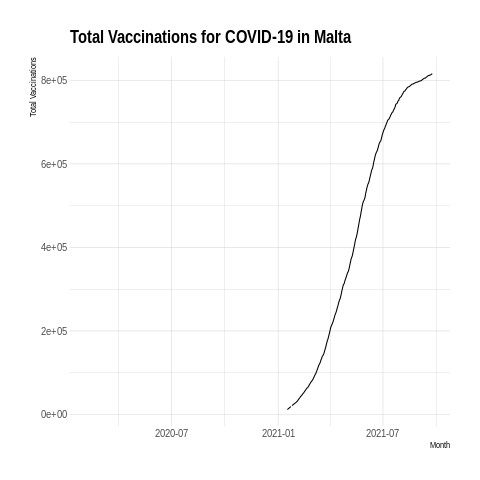 Total Vaccinations for COVID-19 in Malta
Total Vaccinations
8e+05
6e+05
4e+05
2e+05
0e+00
2020-07 2021-01 2021-07
Month